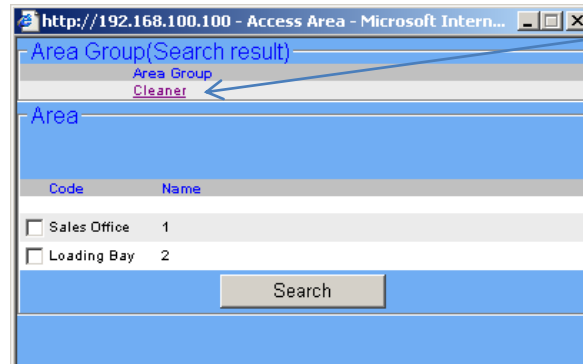 http://192.168.100.100 - Access Area - Microsoft Intern...
Area Group(Search result)
Area Group
Cleaner
Area
Code Name
Sales Office 1
Loading Bay 2
Search